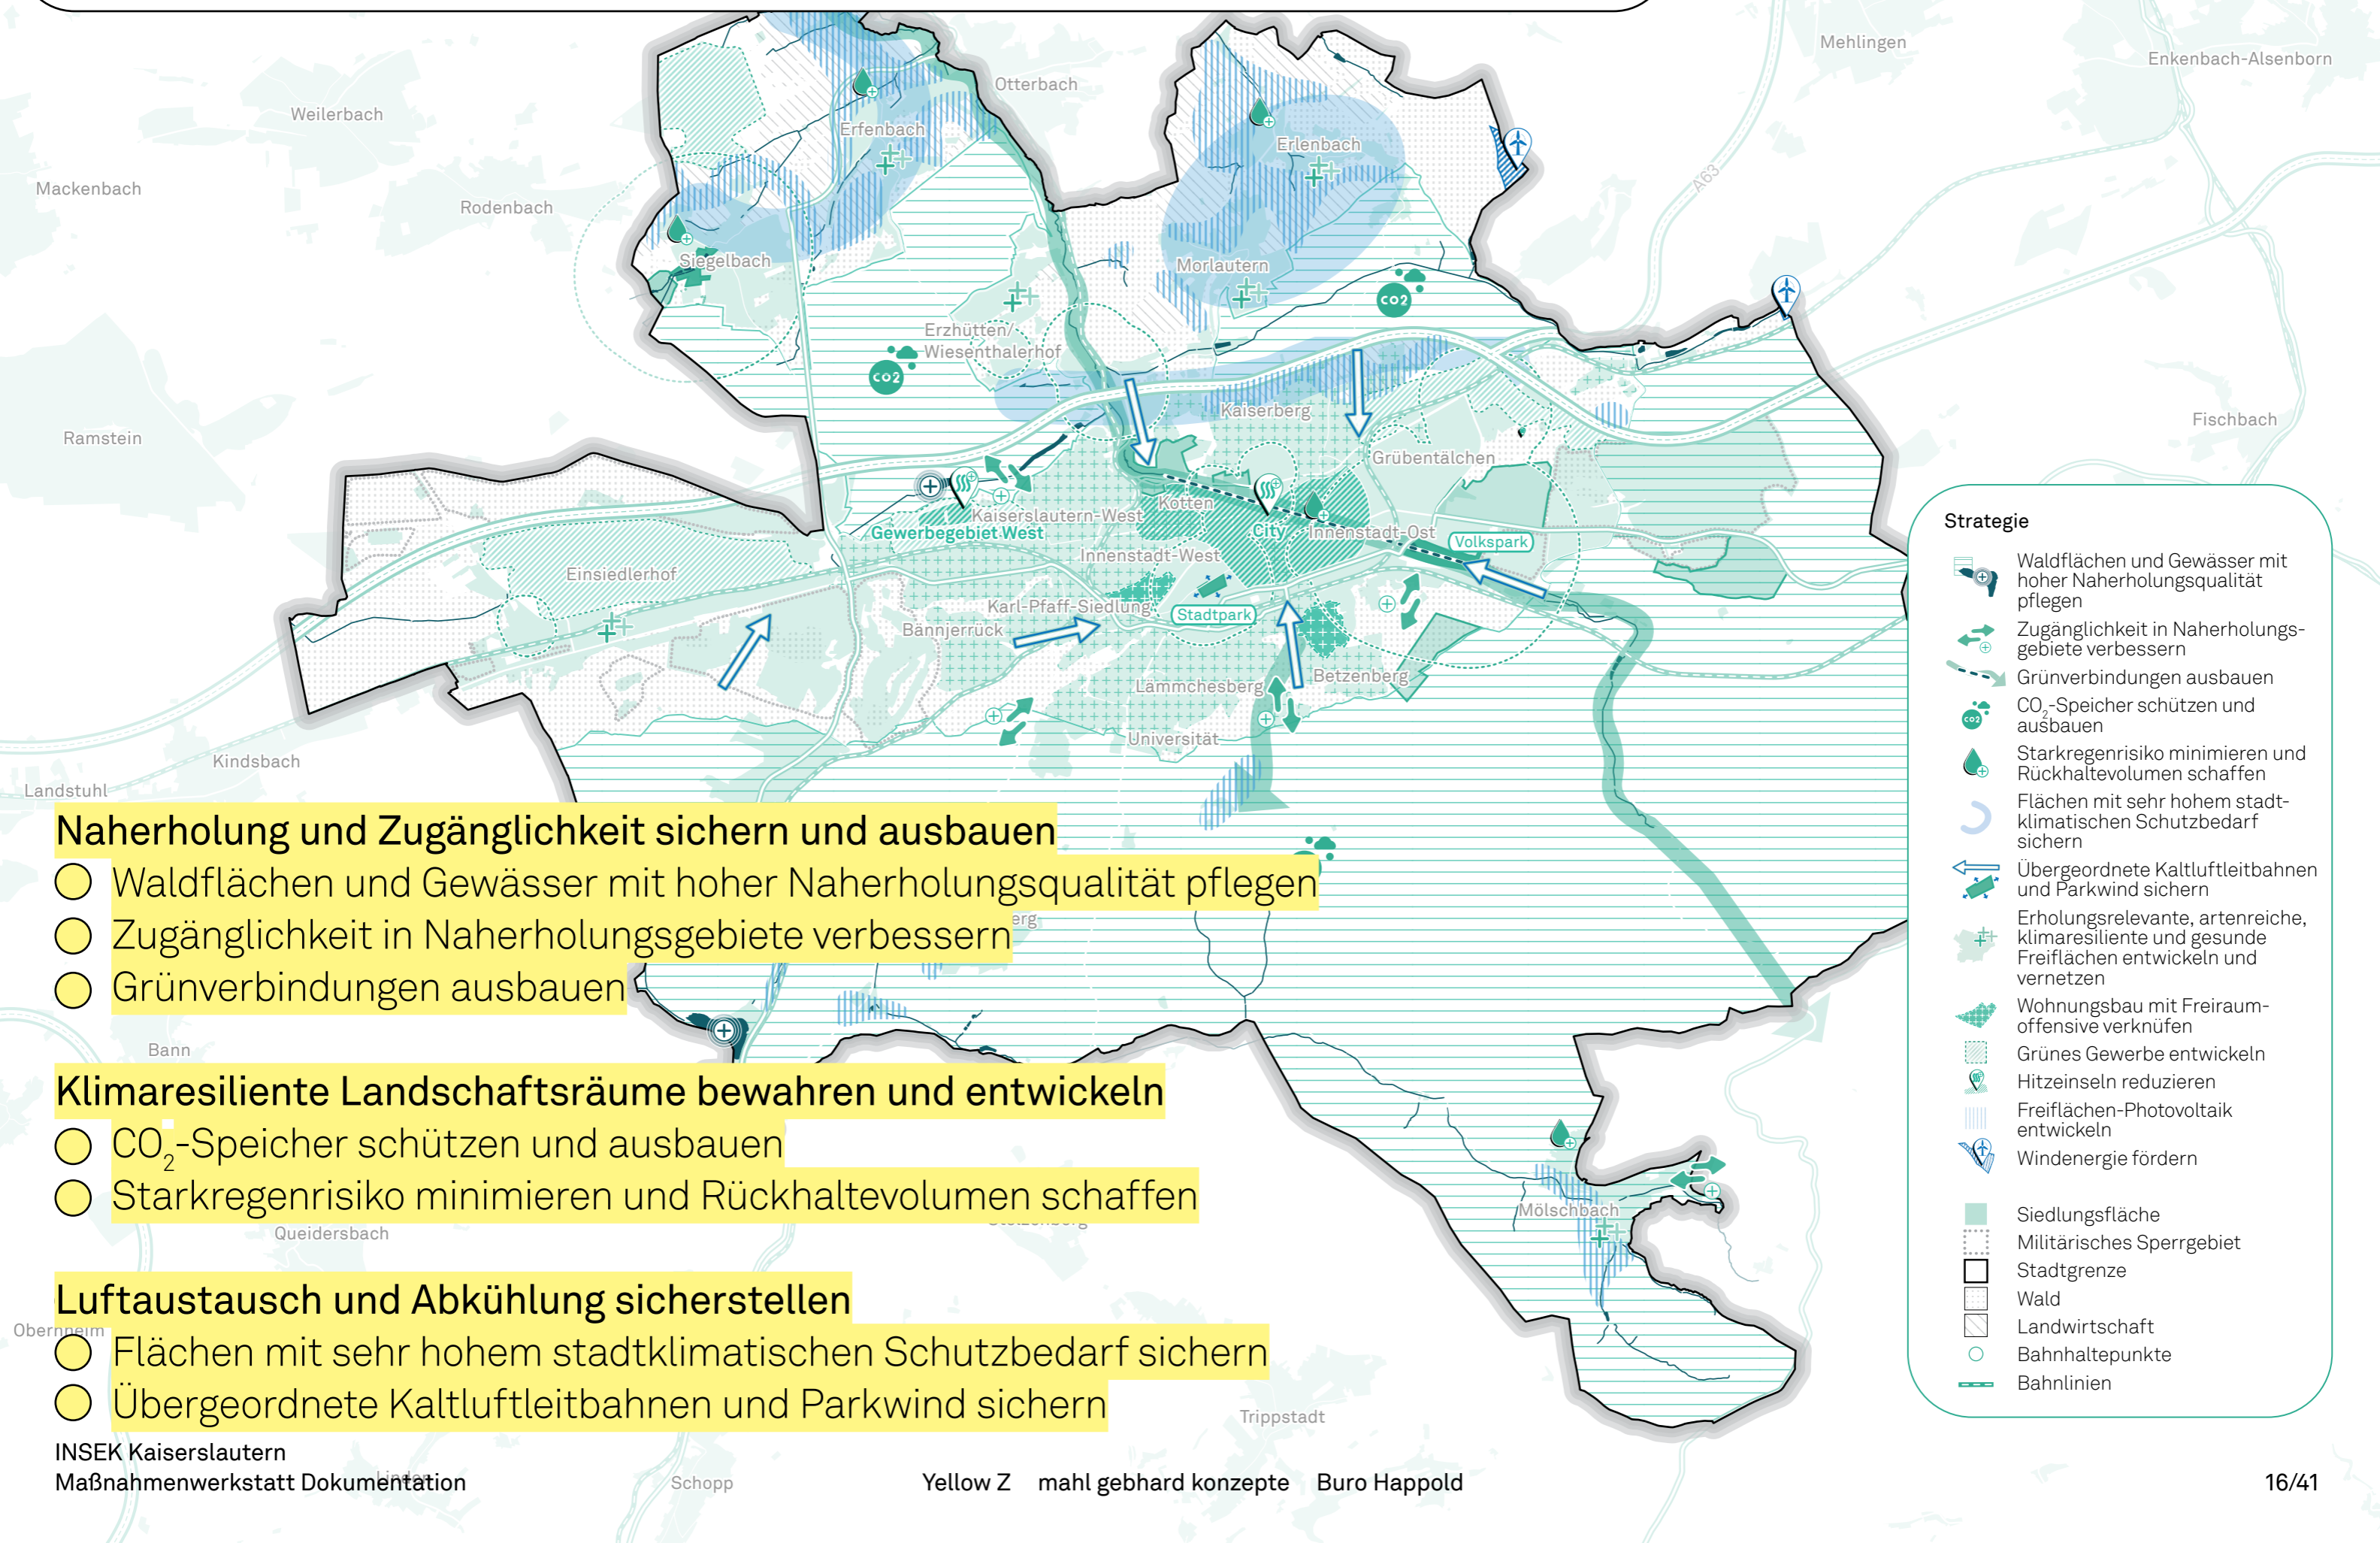 Mehlingen
Enkenbach-Alsenborn
Otterbach
Weilerbach
Erfenbach
Erlenbach
Mackenbach
Rodenbach
A63
Siegelbach
Morlautern
CO2
Erzhütten/
Wiesenthalerhof
CO2
Kaiserberg
Fischbach
Ramstein
Grübentälchen
Kotten
Kaiserslautern-West
Gewerbegebiet West
City
Innenstadt-Ost
Volkspark
Innenstadt-West
Einsiedlerhof
Karl-Pfaff-Siedlung
Stadtpark
Bännjerrück
Betzenberg
Lämmchesberg
Universität
Kindsbach
Landstuhl
Naherholung und Zugänglichkeit sichern und ausbauen
Waldflächen und Gewässer mit hoher Naherholungsqualität pflegen
erg
Zugänglichkeit in Naherholungsgebiete verbessern
Grünverbindungen ausbauen
Bann
Klimaresiliente Landschaftsräume bewahren und entwickeln
CO2-Speicher schützen und ausbauen
Starkregenrisiko minimieren und Rückhaltevolumen schaffen
Mölschbach
Queidersbach
Luftaustausch und Abkühlung sicherstellen
Obernheim
Flächen mit sehr hohem stadtklimatischen Schutzbedarf sichern
Übergeordnete Kaltluftleitbahnen und Parkwind sichern
Trippstadt
Schopp
Strategie
Waldflächen und Gewässer mit
hoher Naherholungsqualität
pflegen
Zugänglichkeit in Naherholungs-
gebiete verbessern
Grünverbindungen ausbauen
CO2-Speicher schützen und
ausbauen
Starkregenrisiko minimieren und
Rückhaltevolumen schaffen
Flächen mit sehr hohem stadt-
klimatischen Schutzbedarf
sichern
Übergeordnete Kaltluftleitbahnen
und Parkwind sichern
Erholungsrelevante, artenreiche,
klimaresiliente und gesunde
Freiflächen entwickeln und
vernetzen
Wohnungsbau mit Freiraum-
offensive verknüfen
Grünes Gewerbe entwickeln
Hitzeinseln reduzieren
Freiflächen-Photovoltaik
entwickeln
Windenergie fördern
Siedlungsfläche
Militärisches Sperrgebiet
Stadtgrenze
Wald
Landwirtschaft
Bahnhaltepunkte
Bahnlinien
INSEK Kaiserslautern
Maßnahmenwerkstatt Dokumentation
Yellow Z mahl gebhard konzepte Buro Happold
16/41